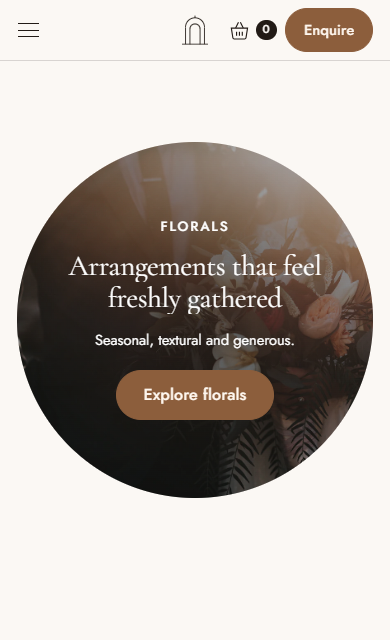 0
Enquire
FLORALS
Arrangements that feel
freshly gathered
Seasonal, textural and generous.
Explore florals